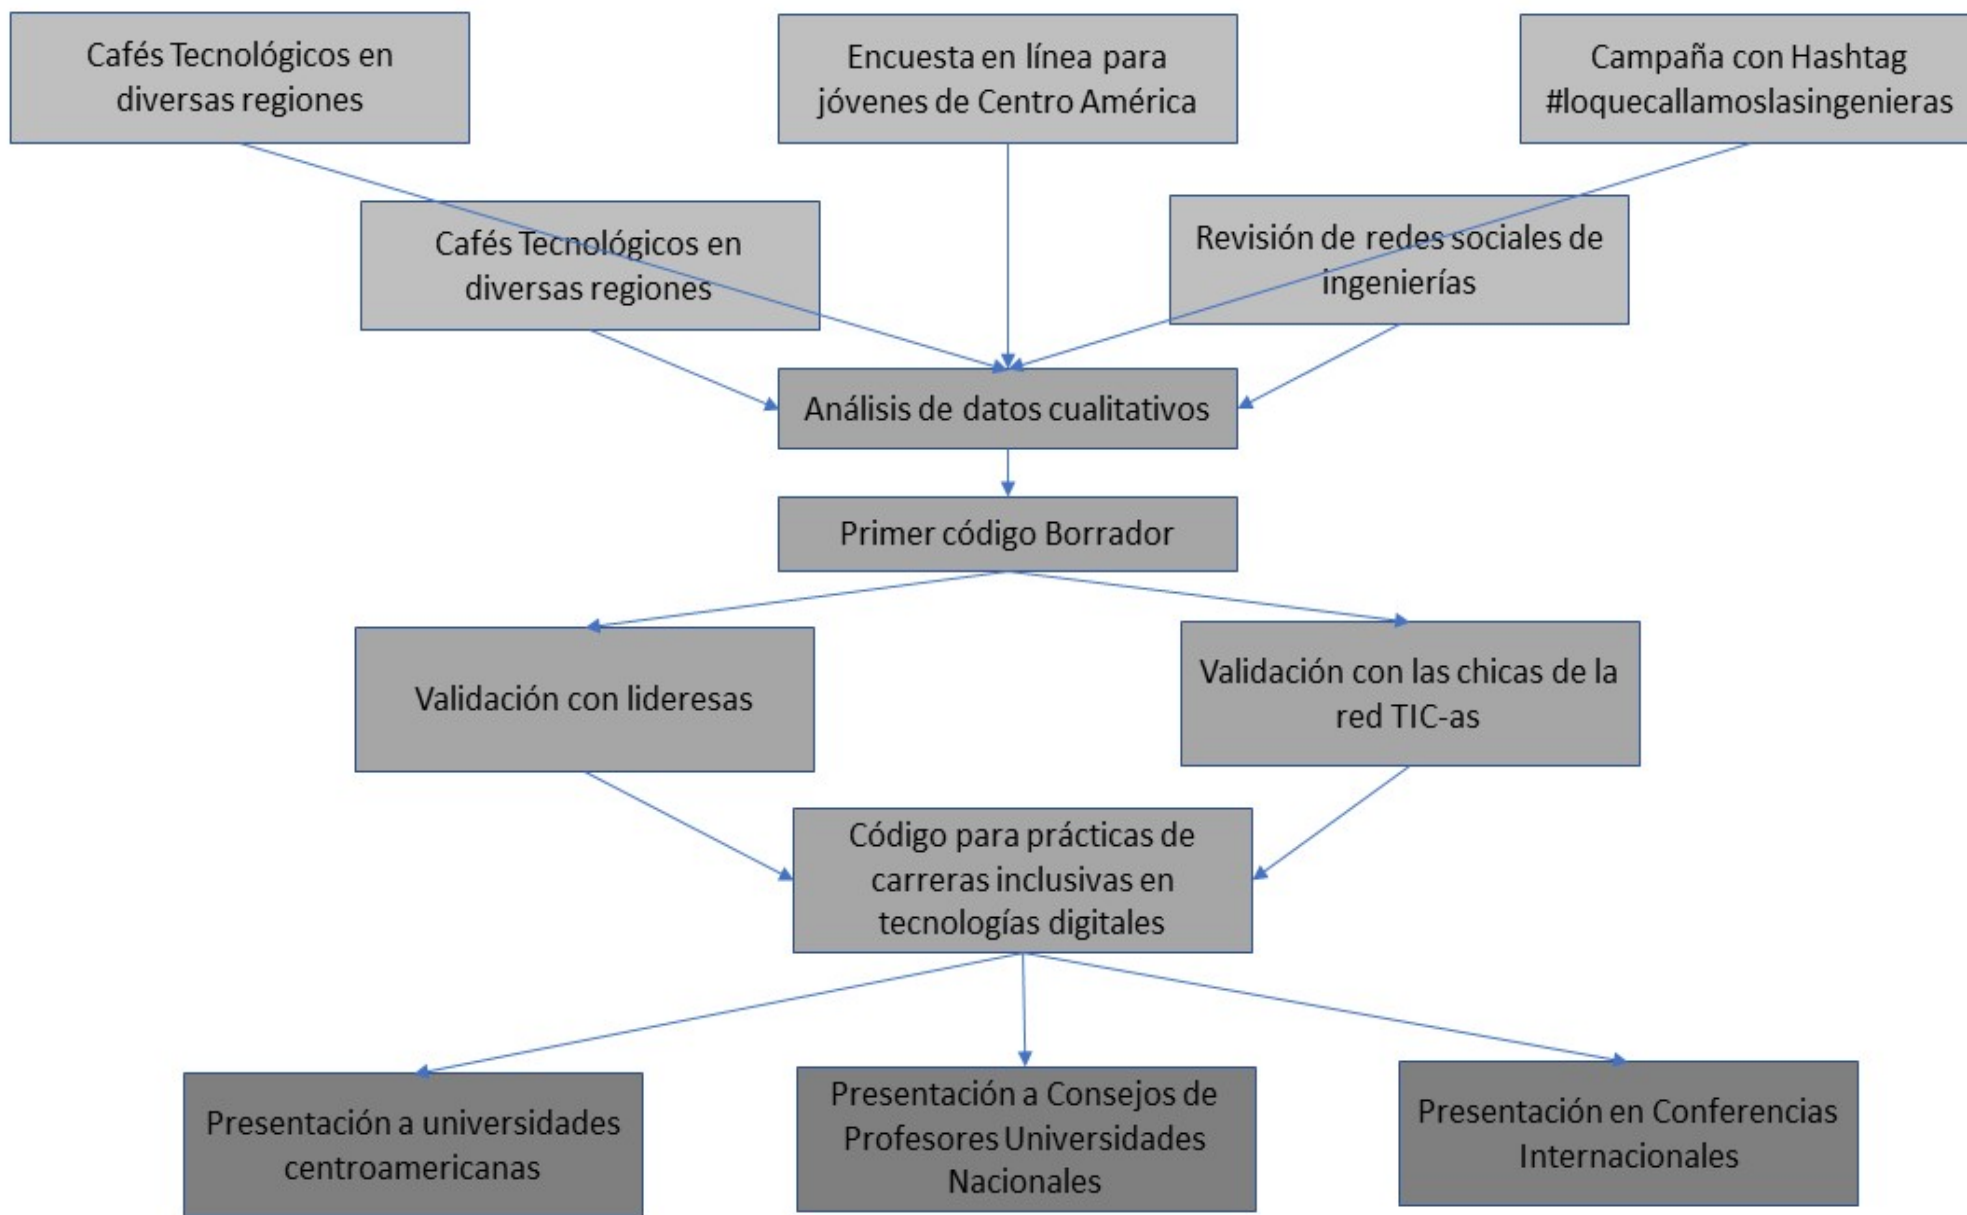 Cafés Tecnológicos en
diversas regiones
Encuesta en línea para
jóvenes de Centro América
Campaña con Hashtag
#loquecallamoslasingenieras
Cafés Tecnológicos en
diversas regiones
Revisión de redes sociales de
ingenierías
Análisis de datos cualitativos
Primer código Borrador
Validación con lideresas
Validación con las chicas de la
red TIC-as
Código para prácticas de
carreras inclusivas en
tecnologías digitales
Presentación a universidades
centroamericanas
Presentación a Consejos de
Profesores Universidades
Nacionales
Presentación en Conferencias
Internacionales